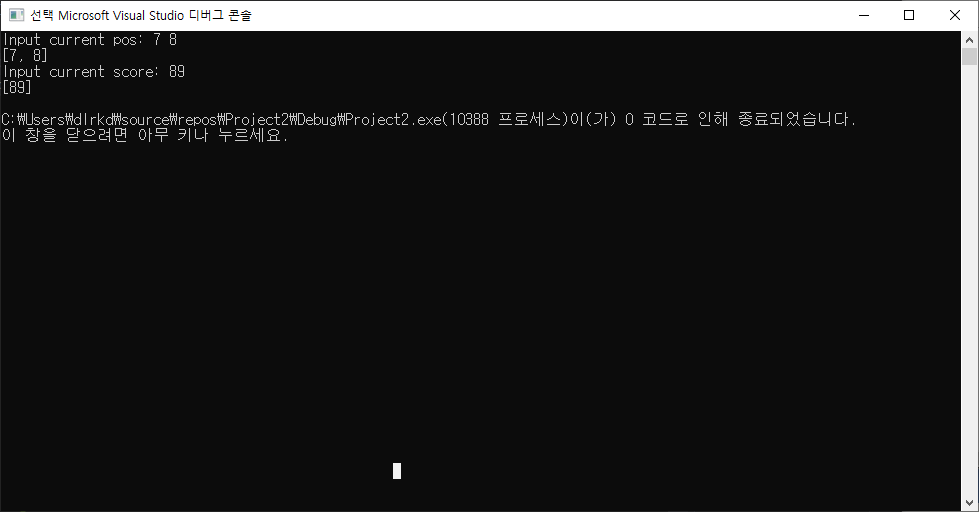 선택 Microsoft Visual Studio 디버그 콘솔
Input current pos: 7 8
[7, 8]
Input current score: 89
[89]
C:₩Users₩dlrkd₩source₩repos₩Project2₩Debug₩Project2.exe(10388 프로세스)이(가) 0 코드로 인해 종료되었습니다.
이 창을 닫으려면 아무 키나 누르세요.